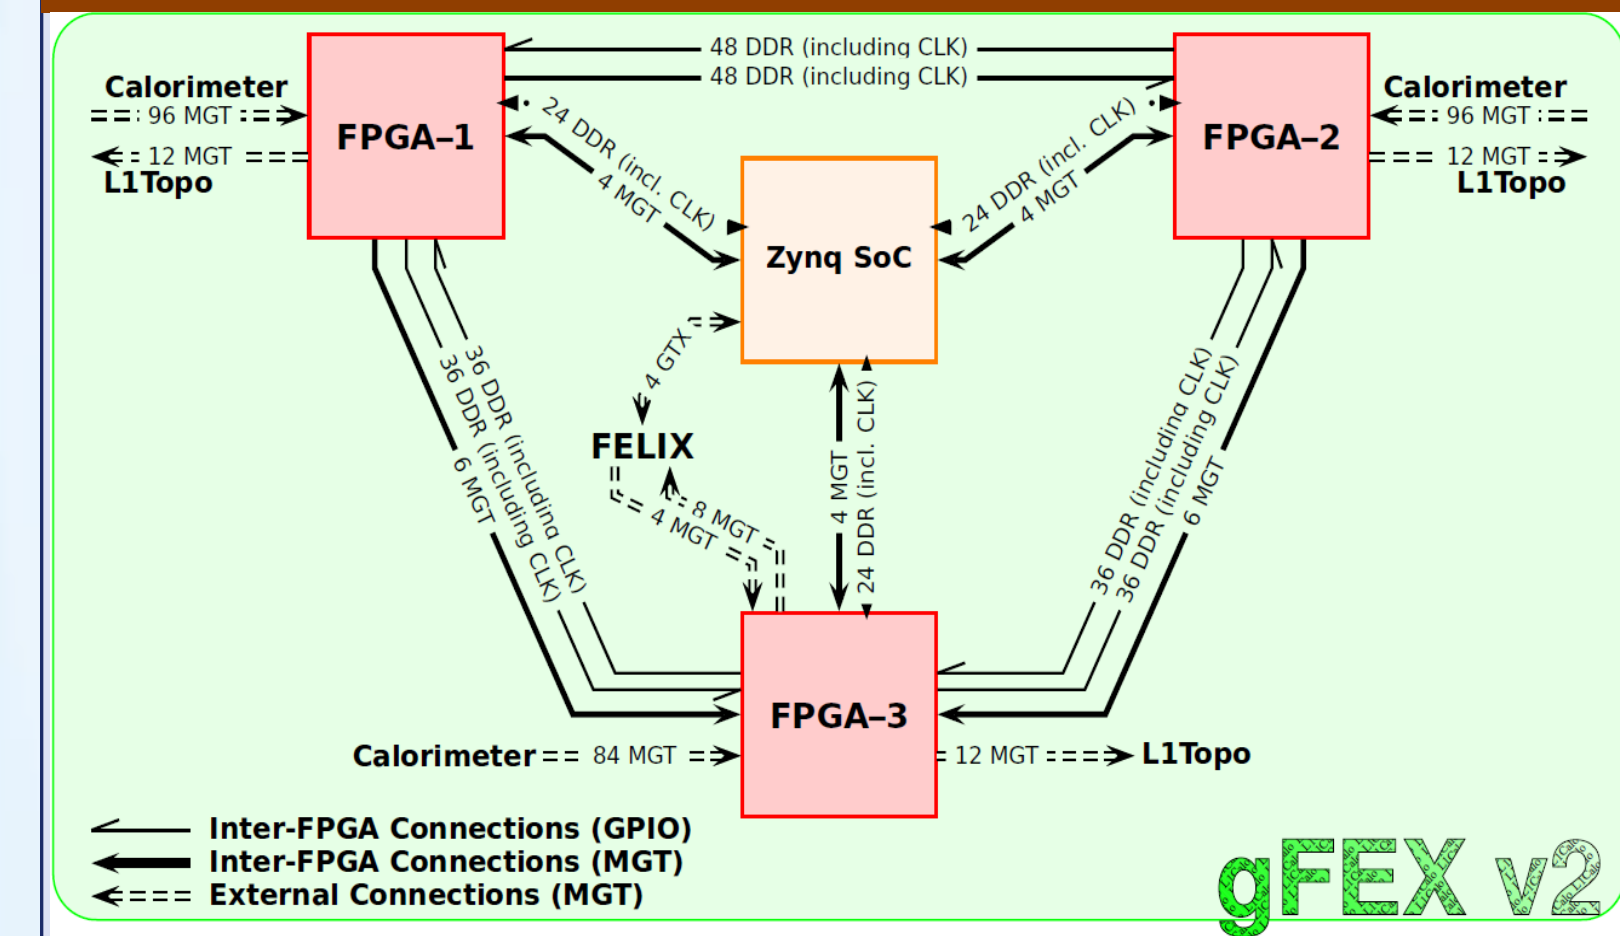 48 DDR (including CLK)
48 DDR (including CLK)
Calorimeter
96 MGT
FPGA–1
12 MGT
L1Topo
24 DDR (incl. CLK)
4 MGT
Zynq SoC
24 DDR (incl. CLK)
4 MGT
FPGA–2
Calorimeter
96 MGT
12 MGT
L1Topo
4 GTX
FELIX
8 MGT
4 MGT
4 MGT
24 DDR (incl. CLK)
36 DDR (including CLK)
36 DDR (including CLK)
6 MGT
36 DDR (including CLK)
36 DDR (including CLK)
6 MGT
FPGA–3
Calorimeter
84 MGT
12 MGT
L1Topo
Inter-FPGA Connections (GPIO)
Inter-FPGA Connections (MGT)
External Connections (MGT)
gFEX v2